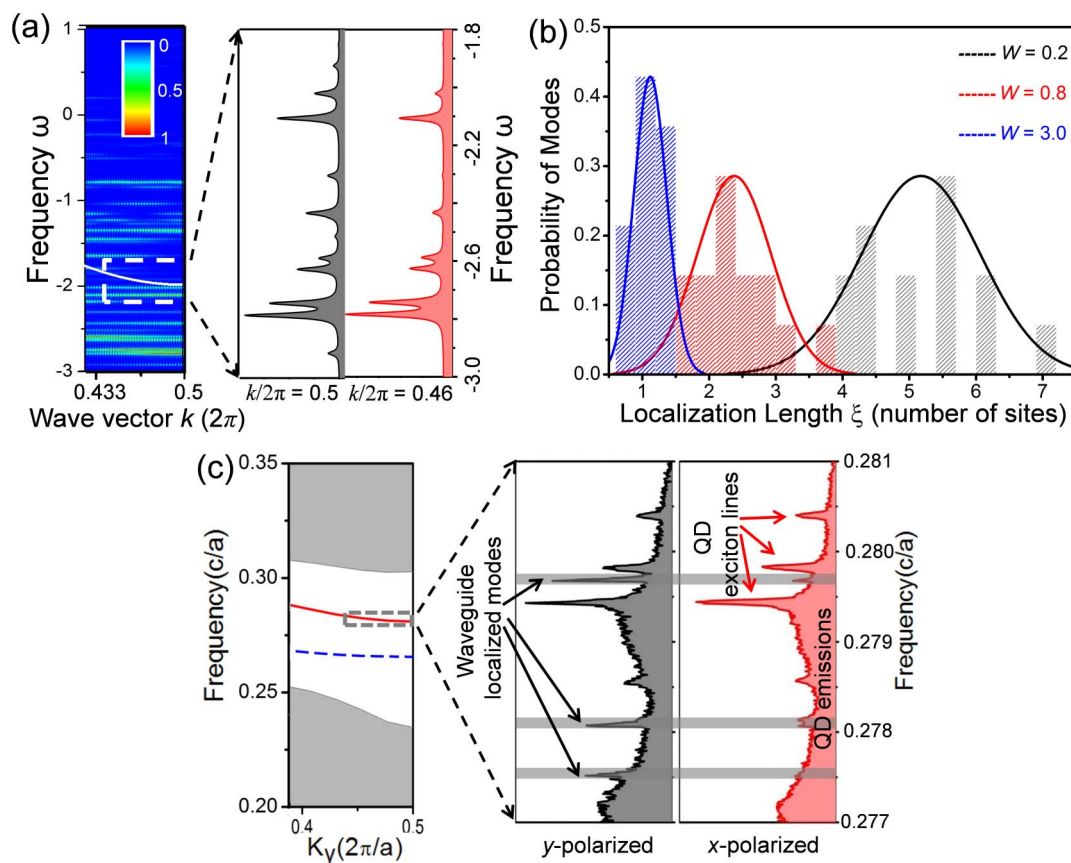 (a)
Frequency ω
1
0
-1
-2
-3
0
0.5
1
0.433
0.5
Wave vector k (2π)
k/2π = 0.5
k/2π = 0.46
-1.8
-2.2
-2.6
-3.0
Frequency ω
(b)
Probability of Modes
0.5
0.4
0.3
0.2
0.1
0.0
W = 0.2
W = 0.8
W = 3.0
1 2 3 4 5 6 7
Localization Length ξ (number of sites)
(c)
Frequency(c/a)
0.35
0.30
0.25
0.20
0.4
0.5
Ky(2π/a)
Waveguide
localized modes
y-polarized
QD
exciton lines
QD emissions
x-polarized
0.281
0.280
0.279
0.278
0.277
Frequency(c/a)